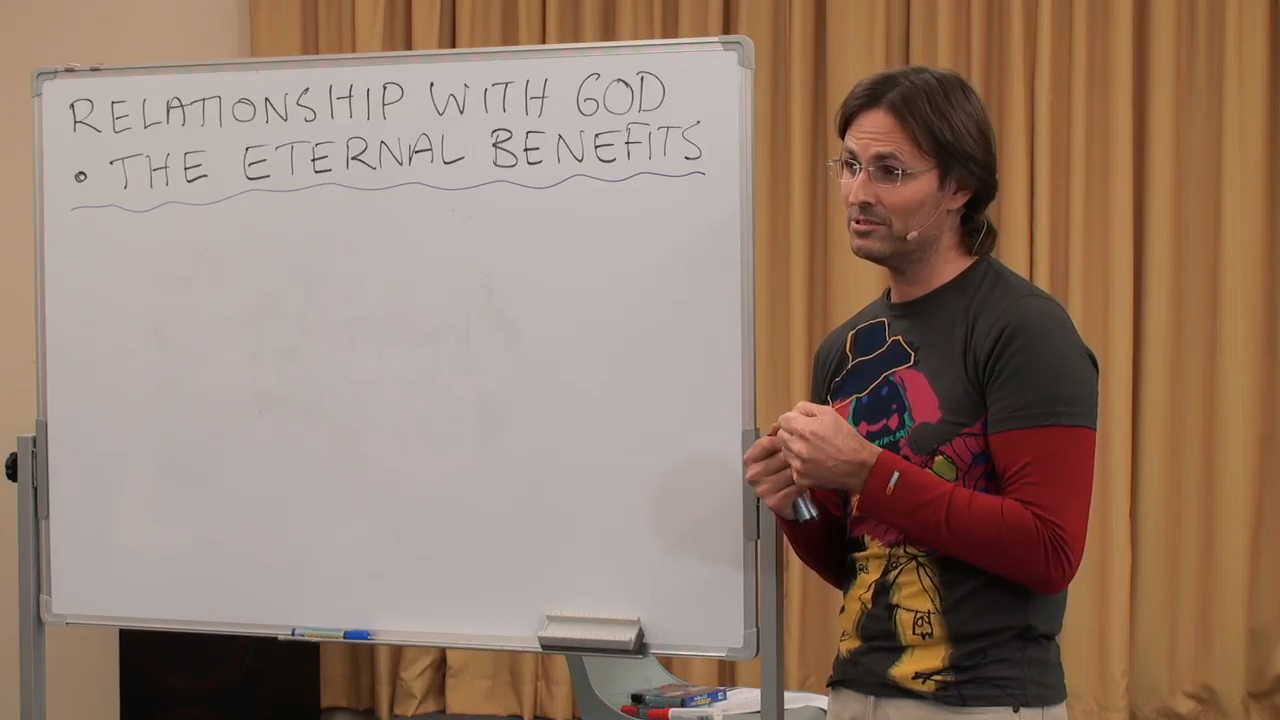 RELATIONSHIP WITH GOD
• THE ETERNAL BENEFITS